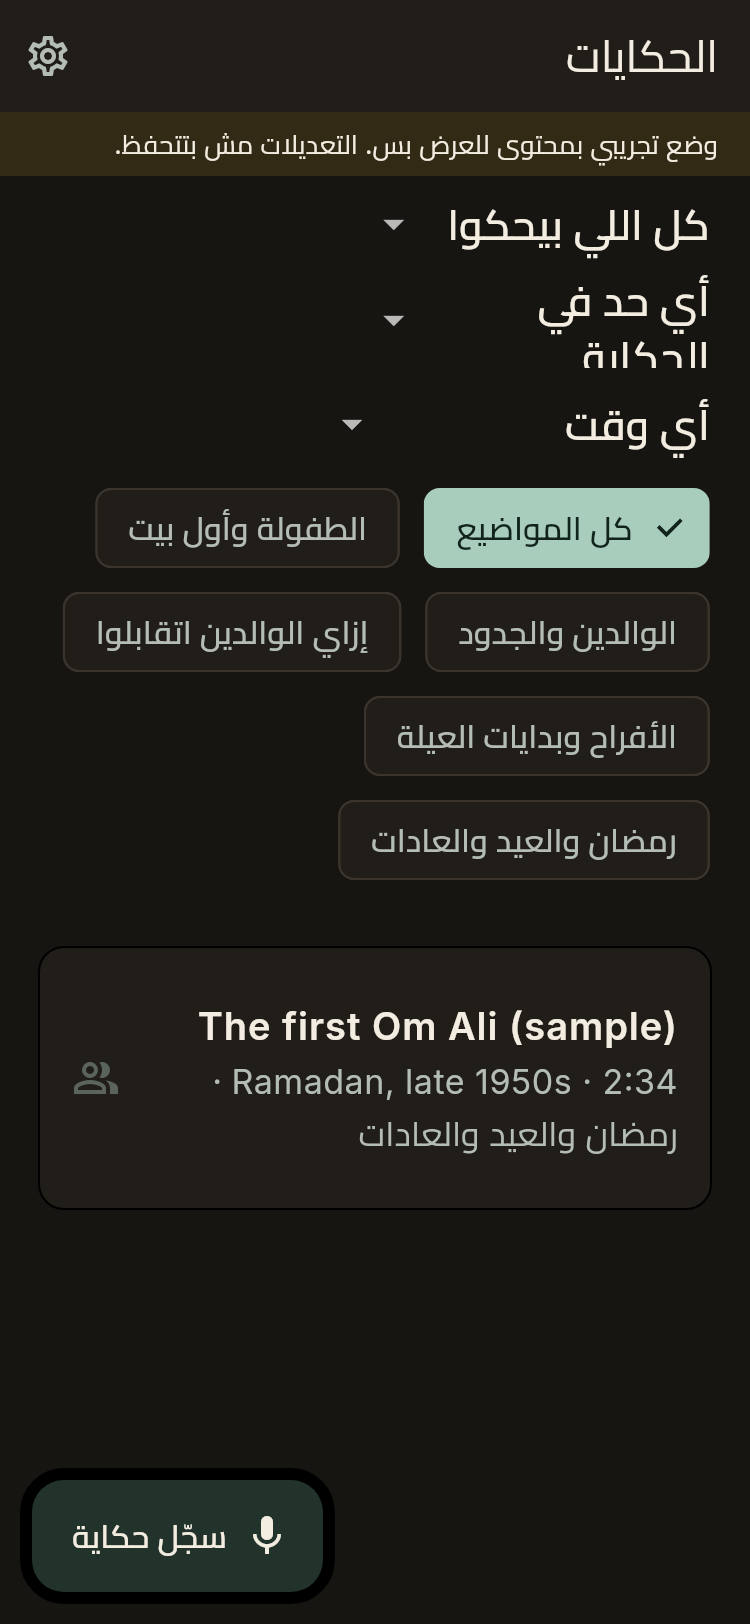 الحكايات
وضع تجريبي بمحتوى للعرض بس. التعديلات مش بتتحفظ.
كل اللي بيحكوا
أي حد في
الحكاية
أي وقت
كل المواضيع
الطفولة وأول بيت
الوالدين والجدود
إزاي الوالدين اتقابلوا
الأفراح وبدايات العيلة
رمضان والعيد والعادات
The first Om Ali (sample)
2:34 · Ramadan, late 1950s ·
رمضان والعيد والعادات
سجّل حكاية